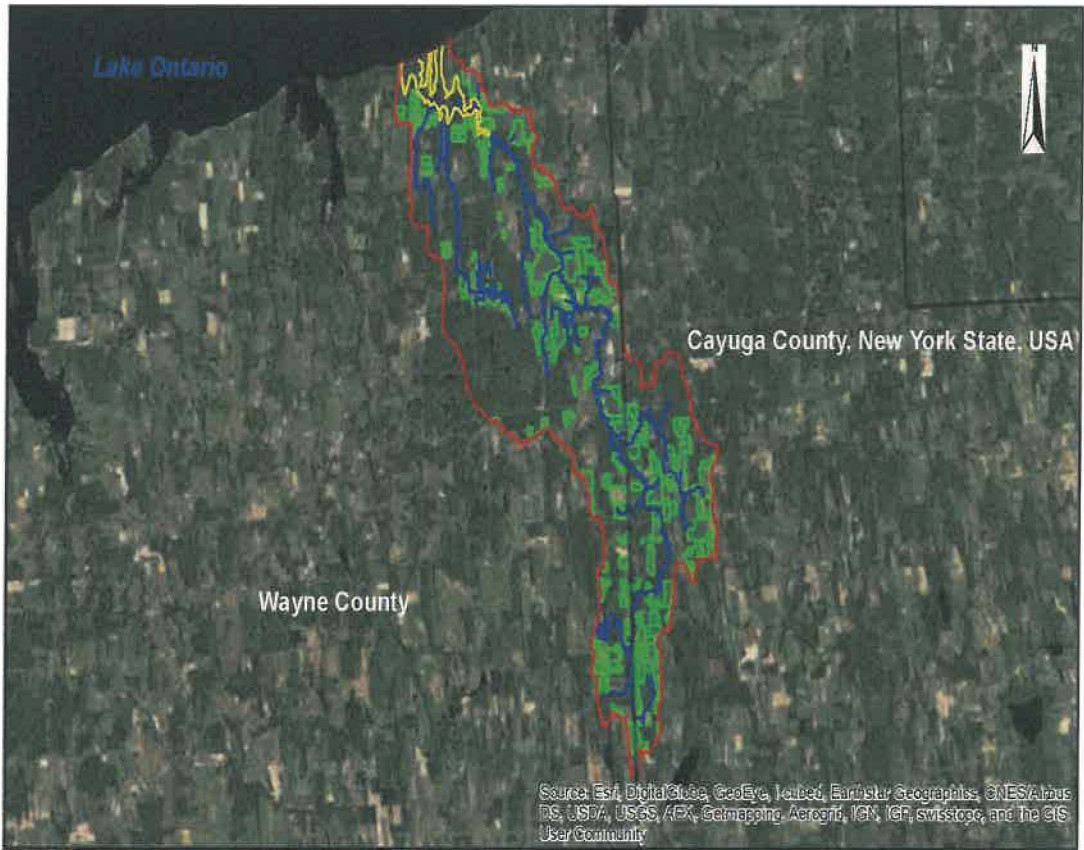 Lake Ontario
N
Cayuga County, New York State, USA
Wayne County
Source: Esri, DigitalGlobe, GeoEye, i-cubed, Earthstar Geographics, CNES/Airbus
DS, USDA, USGS, AEX, Getmapping, Aerogrid, IGN, IGP, swisstopo, and the GIS
User Community